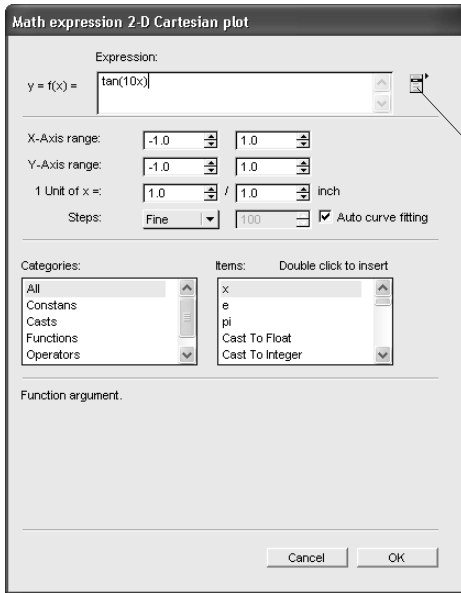 Math expression 2-D Cartesian plot
Expression:
y = f(x) = tan(10x)
X-Axis range: -1.0 1.0
Y-Axis range: -1.0 1.0
1 Unit of x =: 1.0 / 1.0 inch
Steps: Fine 100 Auto curve fitting
Categories: Items: Double click to insert
All x
Constans e
Casts pi
Functions Cast To Float
Operators Cast To Integer
Function argument.
Cancel OK